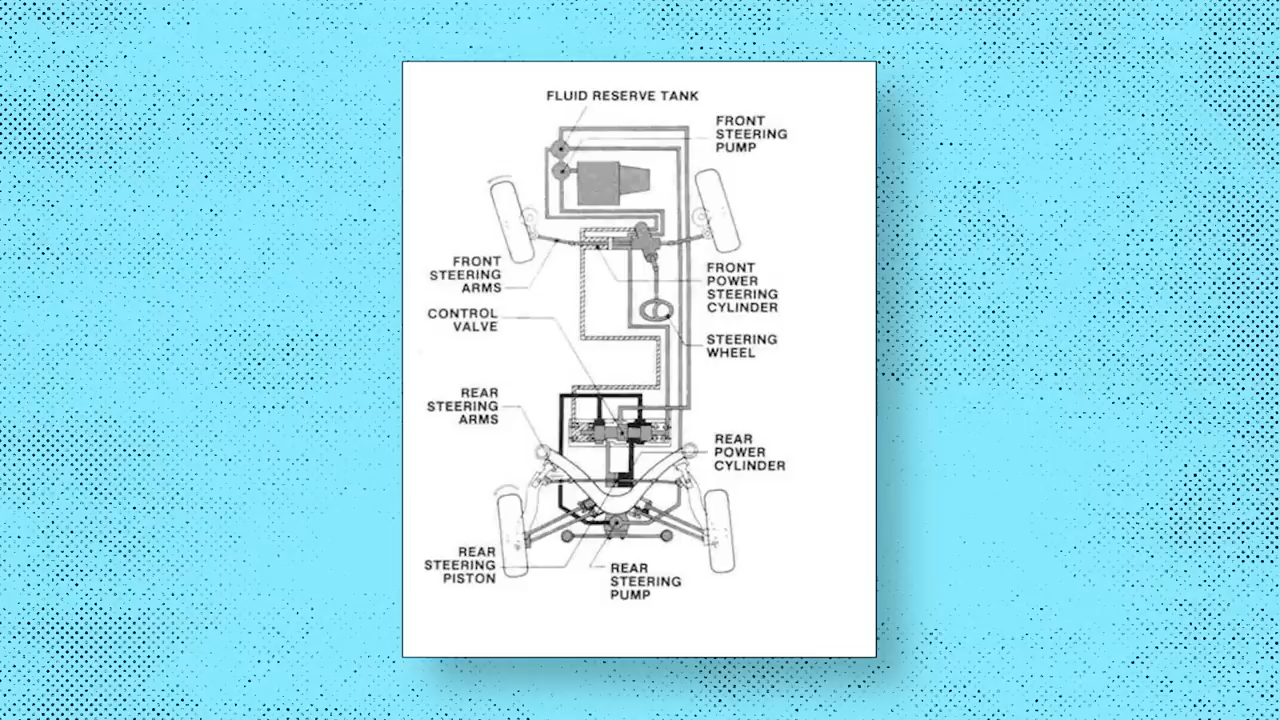 FLUID RESERVE TANK
FRONT
STEERING
PUMP
FRONT
STEERING
ARMS
FRONT
POWER
STEERING
CYLINDER
CONTROL
VALVE
STEERING
WHEEL
REAR
STEERING
ARMS
REAR
POWER
CYLINDER
REAR
STEERING
PISTON
REAR
STEERING
PUMP